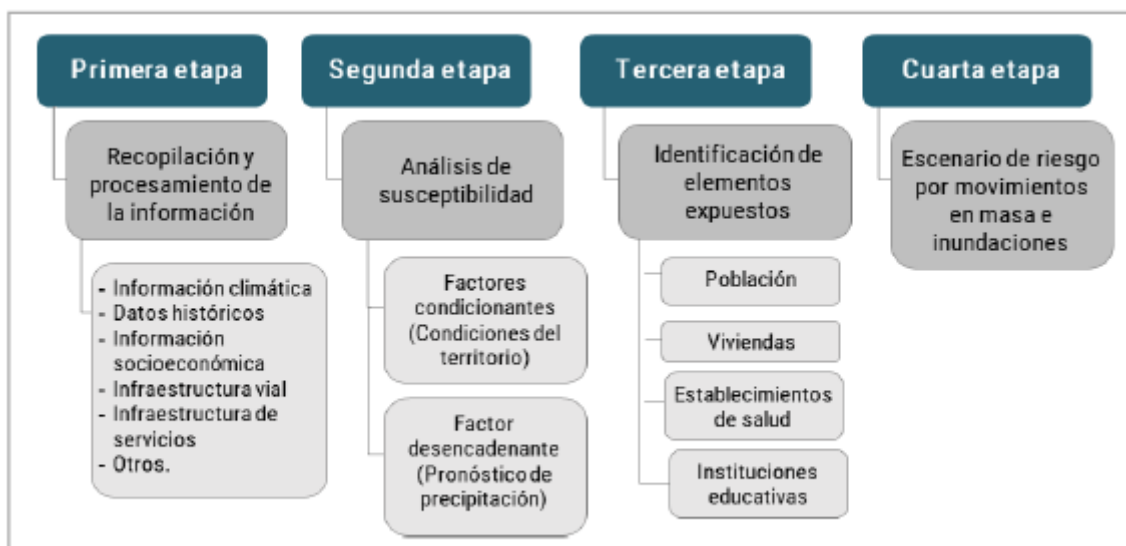 Primera etapa
Recopilación y
procesamiento de
la información
- Información climática
- Datos históricos
- Información
socioeconómica
- Infraestructura vial
- Infraestructura de
servicios
- Otros.
Segunda etapa
Análisis de
susceptibilidad
Factores
condicionantes
(Condiciones del
territorio)
Factor
desencadenante
(Pronóstico de
precipitación)
Tercera etapa
Identificación de
elementos
expuestos
Población
Viviendas
Establecimientos
de salud
Instituciones
educativas
Cuarta etapa
Escenario de riesgo
por movimientos
en masa e
inundaciones